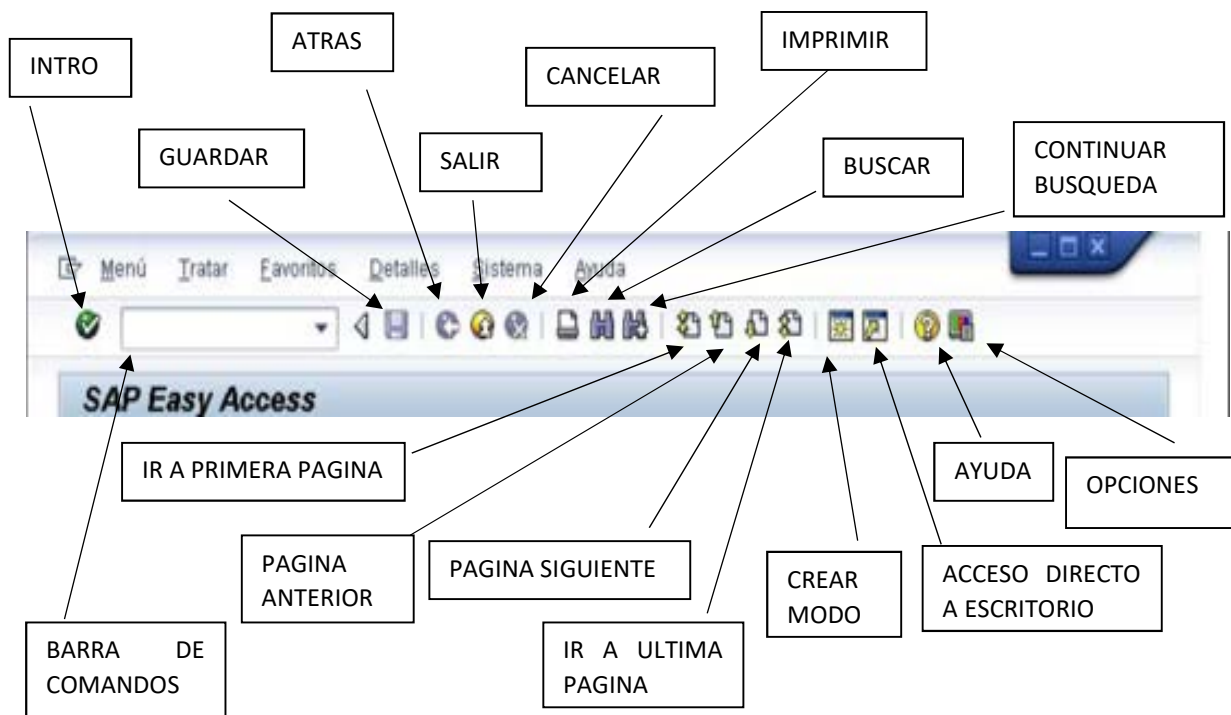 ATRAS
IMPRIMIR
INTRO
CANCELAR
GUARDAR
SALIR
BUSCAR
CONTINUAR
BUSQUEDA
Menú Tratar Favoritos Detalles Sistema Ayuda
SAP Easy Access
IR A PRIMERA PAGINA
AYUDA
OPCIONES
PAGINA
ANTERIOR
PAGINA SIGUIENTE
CREAR
MODO
ACCESO DIRECTO
A ESCRITORIO
BARRA DE
COMANDOS
IR A ULTIMA
PAGINA